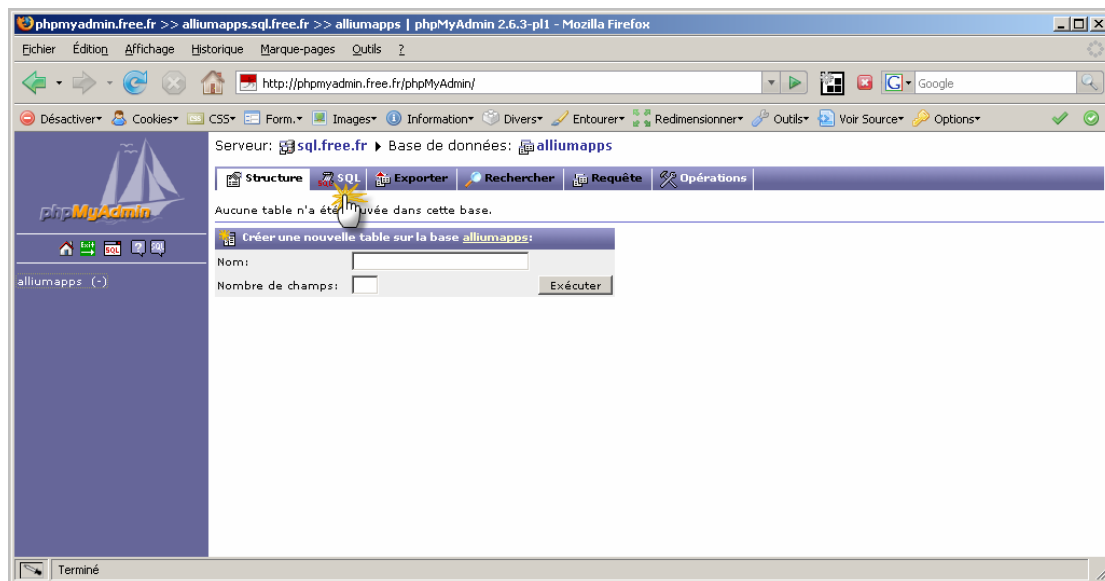 phpmyadmin.free.fr >> alliumapps.sql.free.fr >> alliumapps | phpMyAdmin 2.6.3-pl1 - Mozilla Firefox
Fichier Édition Affichage Historique Marque-pages Outils ?
http://phpmyadmin.free.fr/phpMyAdmin/ G Google
Désactiver Cookies CSS Form. Images Information Divers Entourer Redimensionner Outils Voir Source Options
Serveur: sql.free.fr Base de données: alliumapps
Structure SQL Exporter Rechercher Requête Opérations
phpMyAdmin
Aucune table n'a été uvée dans cette base.
Créer une nouvelle table sur la base alliumapps:
Nom:
alliumapps (-)
Nombre de champs: Exécuter
Terminé